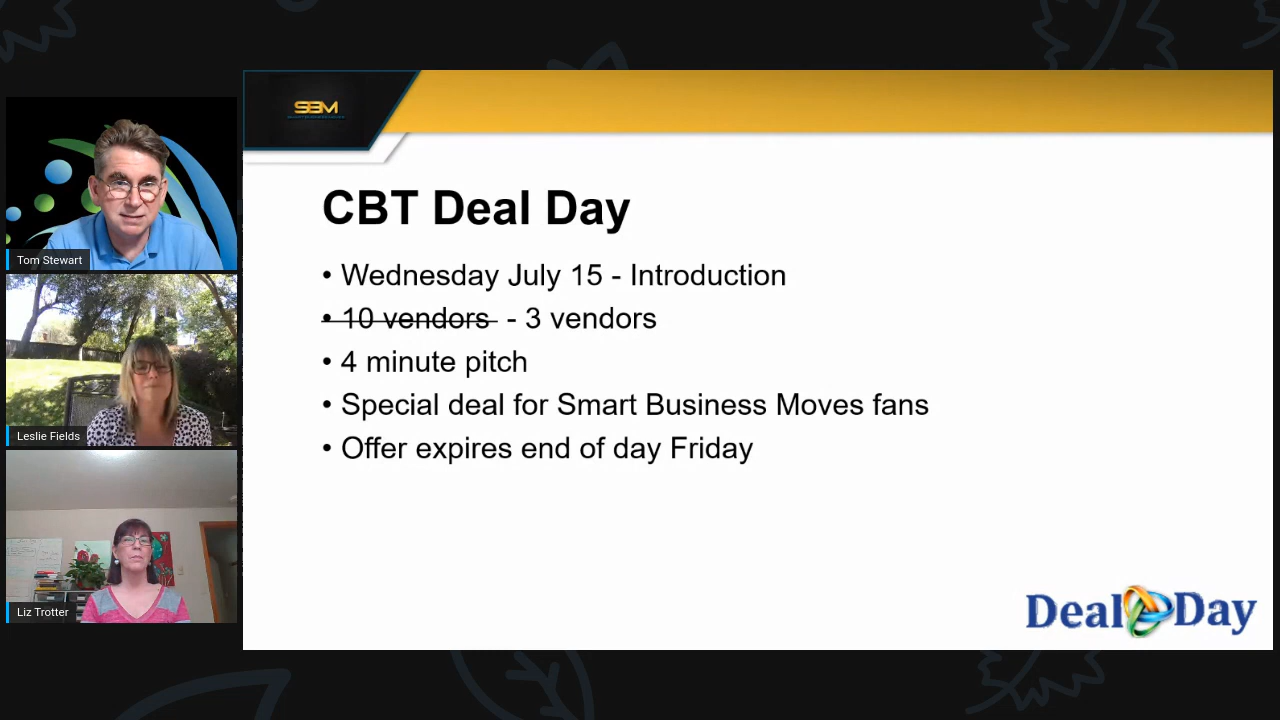 SBM
CBT Deal Day
• Wednesday July 15 - Introduction
• 10 vendors - 3 vendors
• 4 minute pitch
• Special deal for Smart Business Moves fans
• Offer expires end of day Friday
Deal Day
Tom Stewart
Leslie Fields
Liz Trotter